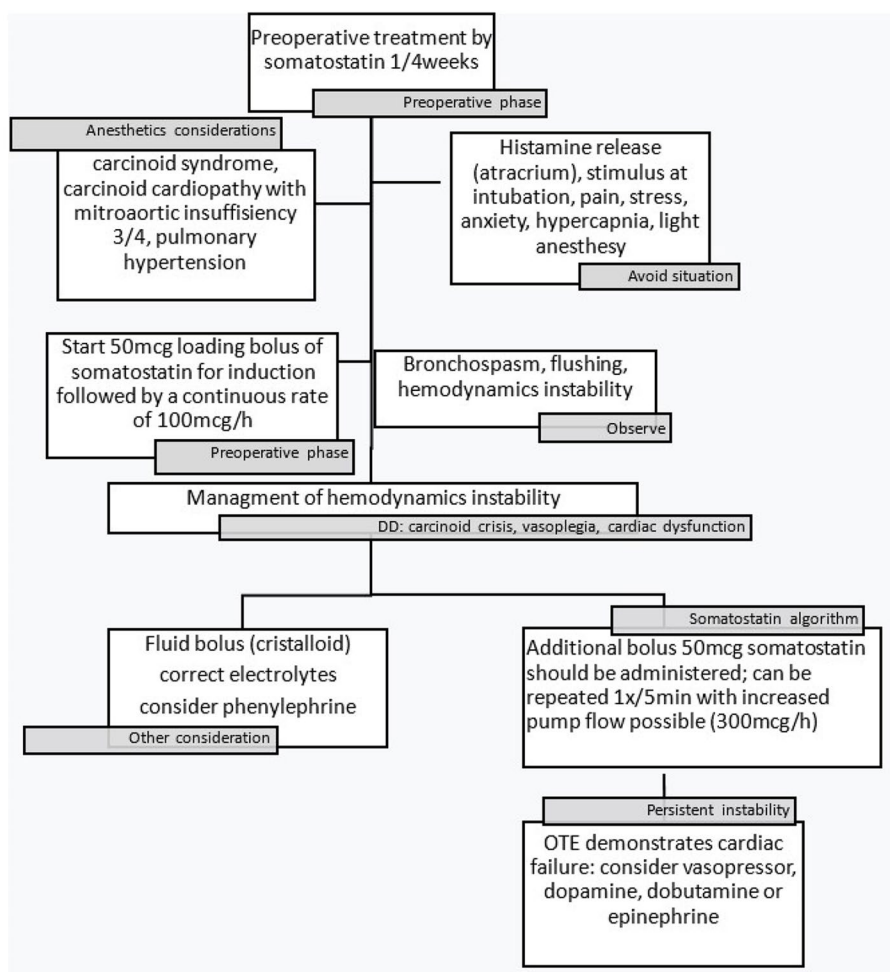 Preoperative treatment by
somatostatin 1/4weeks
Preoperative phase
Anesthetics considerations
carcinoid syndrome,
carcinoid cardiopathy with
mitroaortic insuffisiency
3/4, pulmonary
hypertension
Histamine release
(atracrium), stimulus at
intubation, pain, stress,
anxiety, hypercapnia, light
anesthesy
Avoid situation
Start 50mcg loading bolus of
somatostatin for induction
followed by a continuous rate
of 100mcg/h
Preoperative phase
Bronchospasm, flushing,
hemodynamics instability
Observe
Managment of hemodynamics instability
DD: carcinoid crisis, vasoplegia, cardiac dysfunction
Fluid bolus (cristalloid)
correct electrolytes
consider phenylephrine
Other consideration
Somatostatin algorithm
Additional bolus 50mcg somatostatin
should be administered; can be
repeated 1x/5min with increased
pump flow possible (300mcg/h)
Persistent instability
OTE demonstrates cardiac
failure: consider vasopressor,
dopamine, dobutamine or
epinephrine